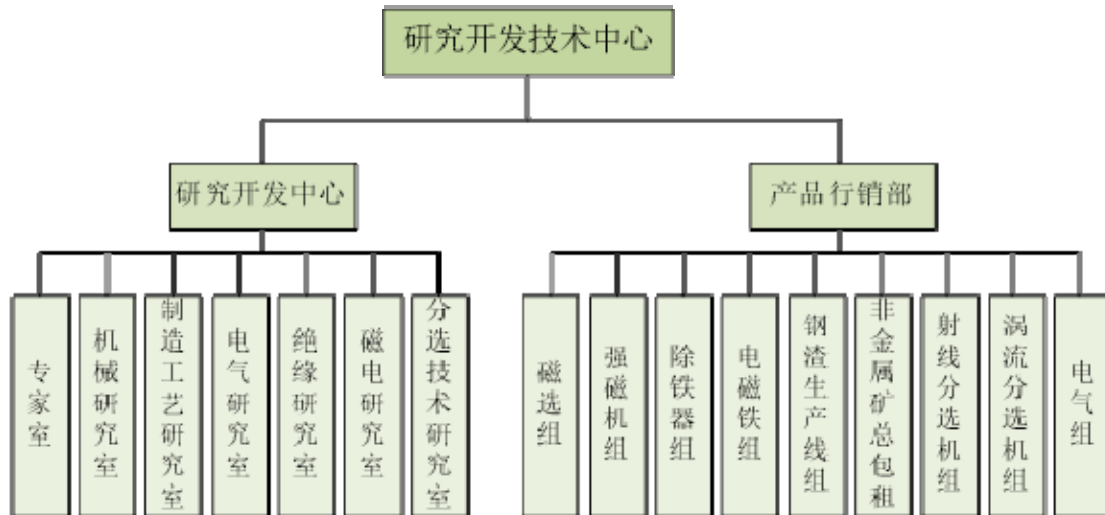 研究开发技术中心
研究开发中心
产品行销部
专家室
机械研究室
制造工艺研究室
电气研究室
绝缘研究室
磁电研究室
分选技术研究室
磁选组
强磁机组
除铁器组
电磁铁组
钢渣生产线组
非金属矿总包租
射线分选机组
涡流分选机组
电气组